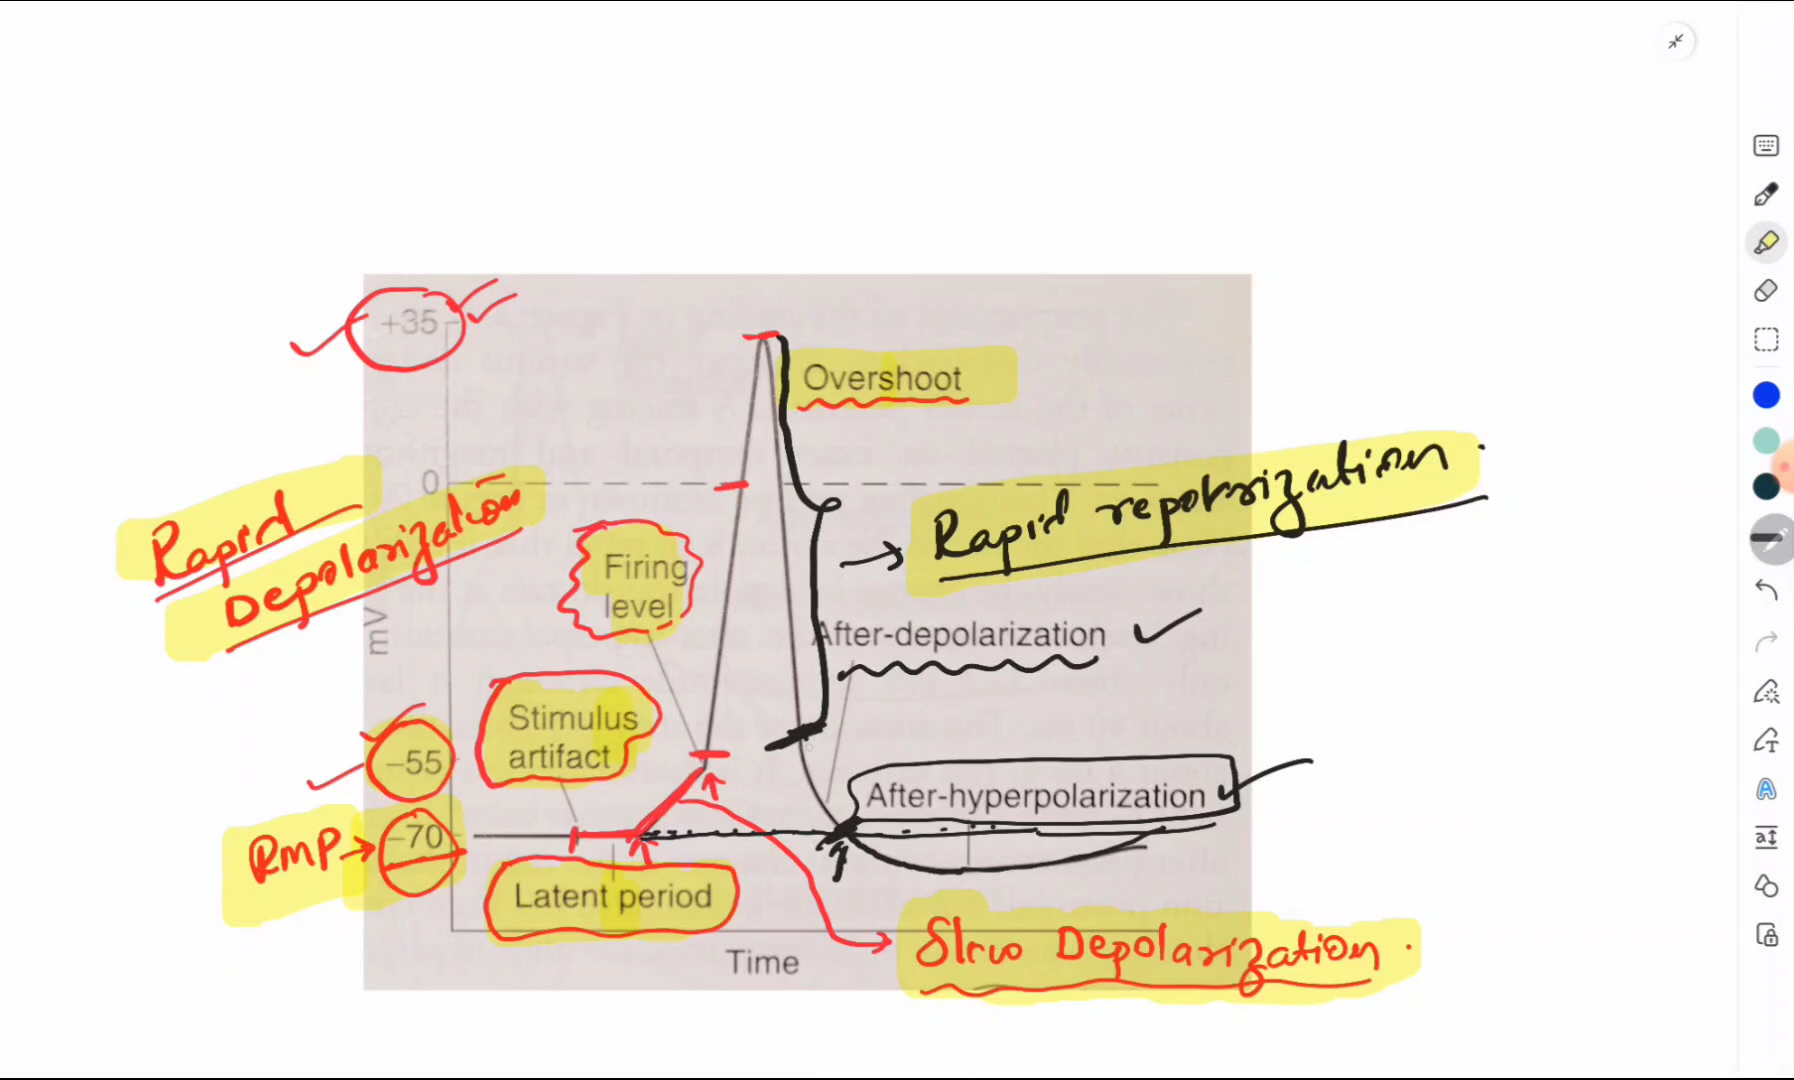 +35
Overshoot
0
Rapid
Depolarization
Rapid repolarization
Firing
level
mV
After-depolarization
Stimulus
artifact
-55
After-hyperpolarization
-70
RMP
Latent period
Slow Depolarization
Time